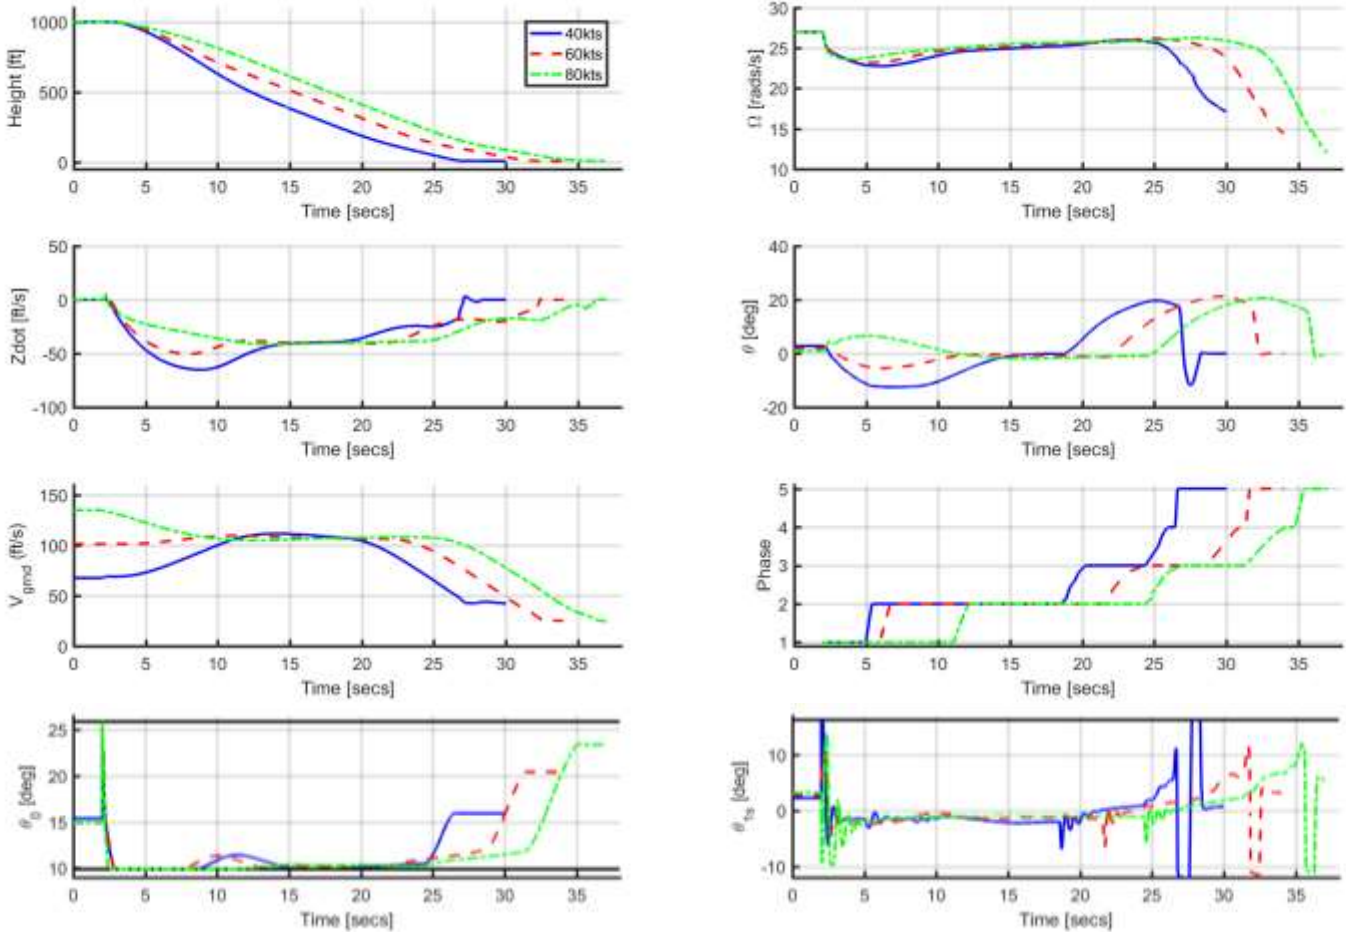 Height [ft]
1000
500
0
40kts
60kts
80kts
0 5 10 15 20 25 30 35
Time [secs]
Ω [rads/s]
30
25
20
15
10
0 5 10 15 20 25 30 35
Time [secs]
Zdot [ft/s]
50
0
-50
-100
0 5 10 15 20 25 30 35
Time [secs]
θ [deg]
40
20
0
-20
0 5 10 15 20 25 30 35
Time [secs]
V grnd (ft/s)
150
100
50
0
0 5 10 15 20 25 30 35
Time [secs]
Phase
5
4
3
2
1
0 5 10 15 20 25 30 35
Time [secs]
θ0 [deg]
25
20
15
10
0 5 10 15 20 25 30 35
Time [secs]
θ1s [deg]
10
0
-10
0 5 10 15 20 25 30 35
Time [secs]